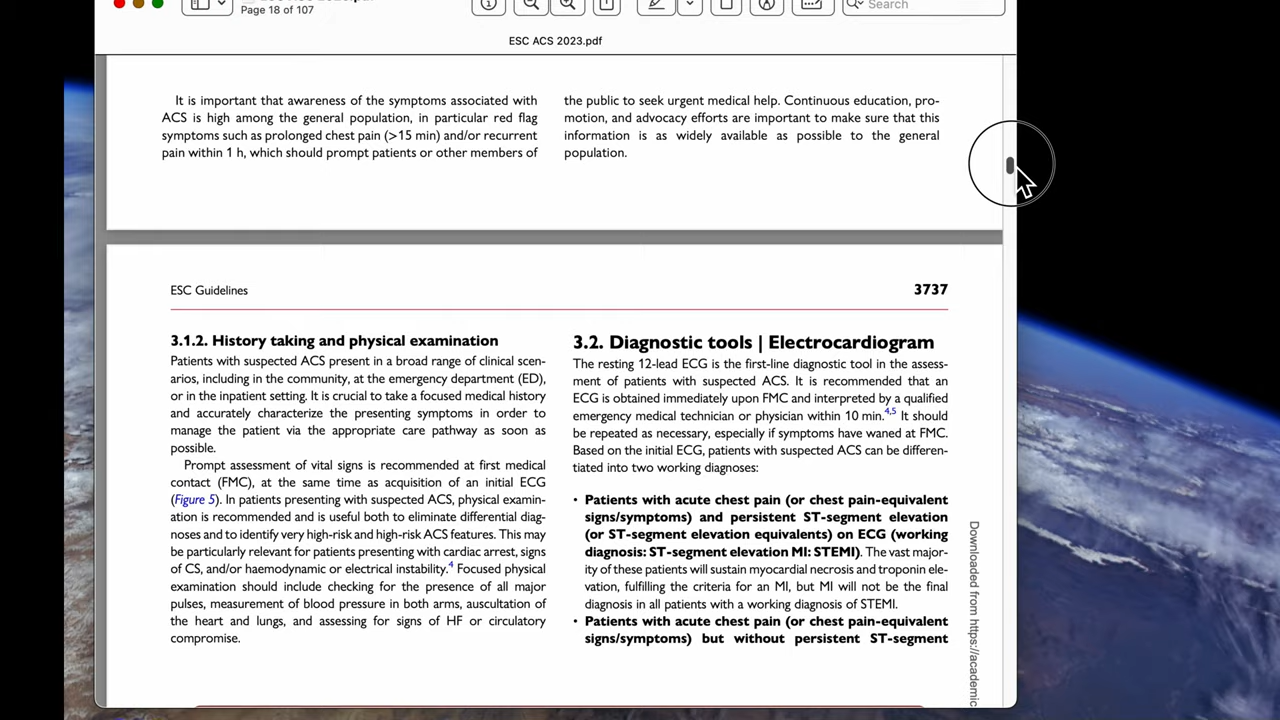 Page 18 of 107
Search
ESC ACS 2023.pdf
It is important that awareness of the symptoms associated with
ACS is high among the general population, in particular red flag
symptoms such as prolonged chest pain (>15 min) and/or recurrent
pain within 1 h, which should prompt patients or other members of
the public to seek urgent medical help. Continuous education, pro-
motion, and advocacy efforts are important to make sure that this
information is as widely available as possible to the general
population.
ESC Guidelines
3737
3.1.2. History taking and physical examination
Patients with suspected ACS present in a broad range of clinical scen-
arios, including in the community, at the emergency department (ED),
or in the inpatient setting. It is crucial to take a focused medical history
and accurately characterize the presenting symptoms in order to
manage the patient via the appropriate care pathway as soon as
possible.
Prompt assessment of vital signs is recommended at first medical
contact (FMC), at the same time as acquisition of an initial ECG
(Figure 5). In patients presenting with suspected ACS, physical examin-
ation is recommended and is useful both to eliminate differential diag-
noses and to identify very high-risk and high-risk ACS features. This may
be particularly relevant for patients presenting with cardiac arrest, signs
of CS, and/or haemodynamic or electrical instability.4 Focused physical
examination should include checking for the presence of all major
pulses, measurement of blood pressure in both arms, auscultation of
the heart and lungs, and assessing for signs of HF or circulatory
compromise.
3.2. Diagnostic tools | Electrocardiogram
The resting 12-lead ECG is the first-line diagnostic tool in the assess-
ment of patients with suspected ACS. It is recommended that an
ECG is obtained immediately upon FMC and interpreted by a qualified
emergency medical technician or physician within 10 min.4,5 It should
be repeated as necessary, especially if symptoms have waned at FMC.
Based on the initial ECG, patients with suspected ACS can be differen-
tiated into two working diagnoses:
• Patients with acute chest pain (or chest pain-equivalent
signs/symptoms) and persistent ST-segment elevation
(or ST-segment elevation equivalents) on ECG (working
diagnosis: ST-segment elevation MI: STEMI). The vast major-
ity of these patients will sustain myocardial necrosis and troponin ele-
vation, fulfilling the criteria for an MI, but MI will not be the final
diagnosis in all patients with a working diagnosis of STEMI.
• Patients with acute chest pain (or chest pain-equivalent
signs/symptoms) but without persistent ST-segment
Downloaded from https://academic